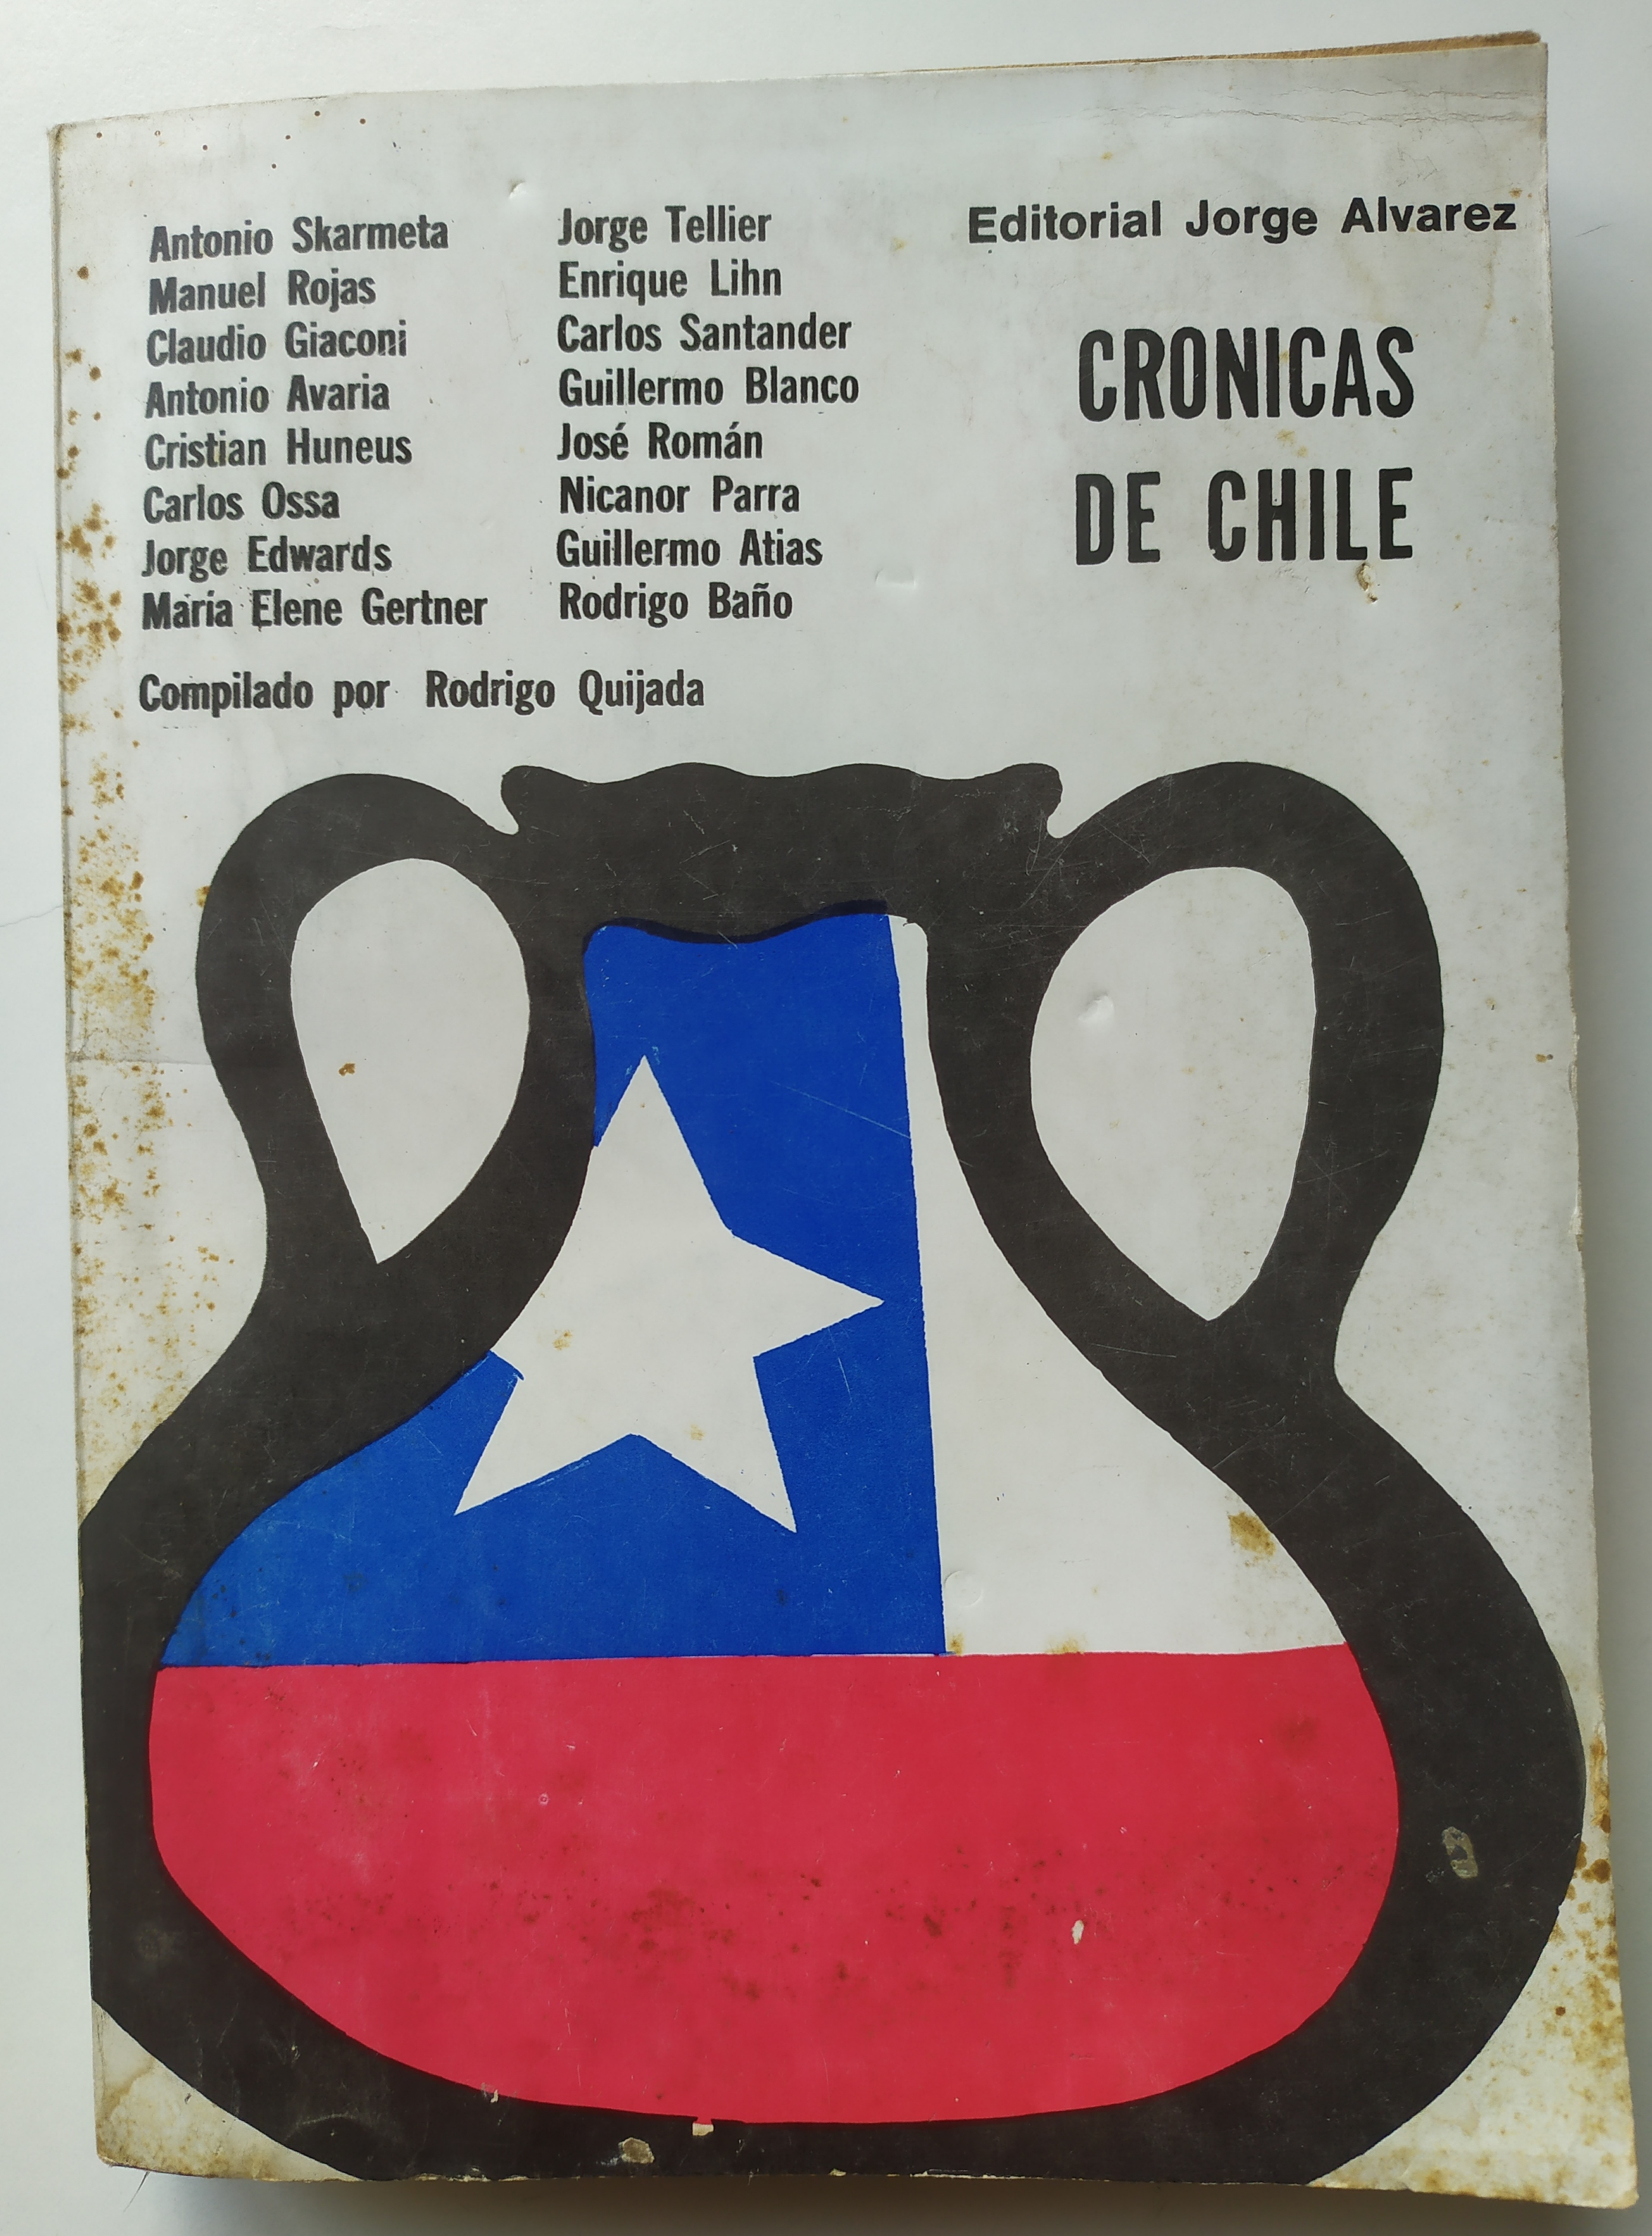 Antonio Skarmeta
Manuel Rojas
Claudio Giaconi
Antonio Avaria
Cristian Huneus
Carlos Ossa
Jorge Edwards
María Elene Gertner
Jorge Tellier
Enrique Lihn
Carlos Santander
Guillermo Blanco
José Román
Nicanor Parra
Guillermo Atias
Rodrigo Baño
Compilado por Rodrigo Quijada
Editorial Jorge Alvarez
CRONICAS
DE CHILE